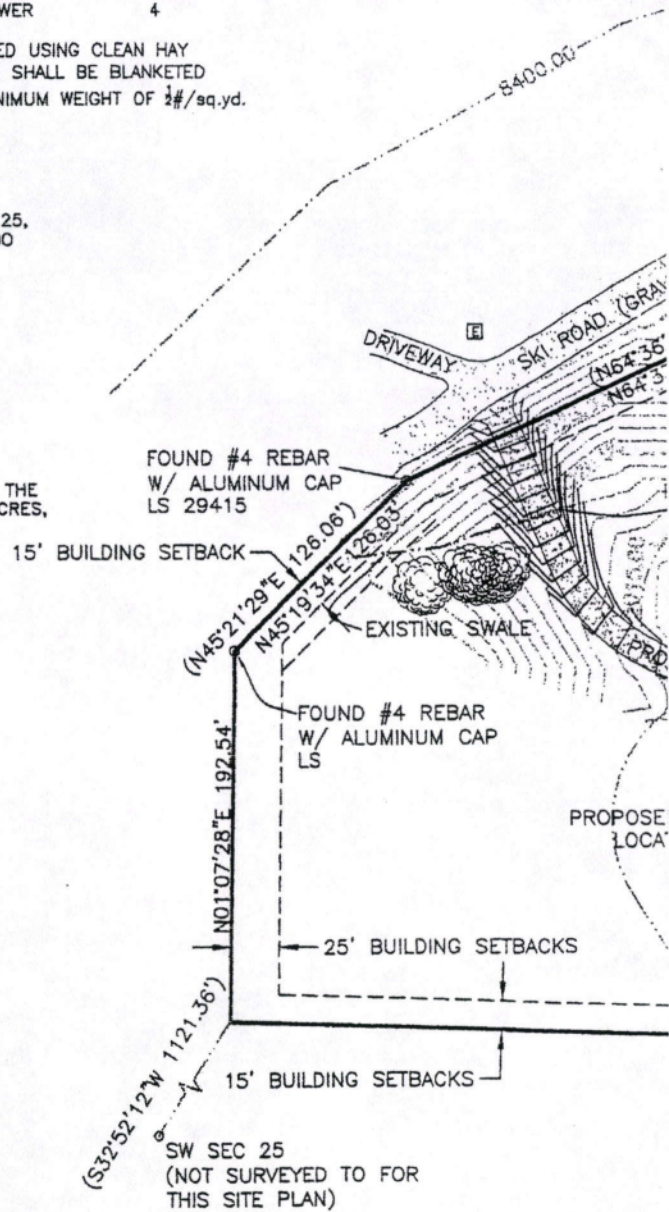 WER 4
ED USING CLEAN HAY
SHALL BE BLANKETED
NIMUM WEIGHT OF ½#/sq.yd.
25,
8400.00
E
DRIVEWAY
SKI ROAD (GRA
(N64°36'
N64°3
THE
CRES,
FOUND #4 REBAR
W/ ALUMINUM CAP
LS 29415
15' BUILDING SETBACK
(N45°21'29"E 126.06')
N45°19'34"E 126.03'
EXISTING SWALE
PRO
FOUND #4 REBAR
W/ ALUMINUM CAP
LS
N01°07'28"E 192.54'
PROPOSE
LOCA
25' BUILDING SETBACKS
15' BUILDING SETBACKS
(S32°52'12"W 1121.36')
SW SEC 25
(NOT SURVEYED TO FOR
THIS SITE PLAN)